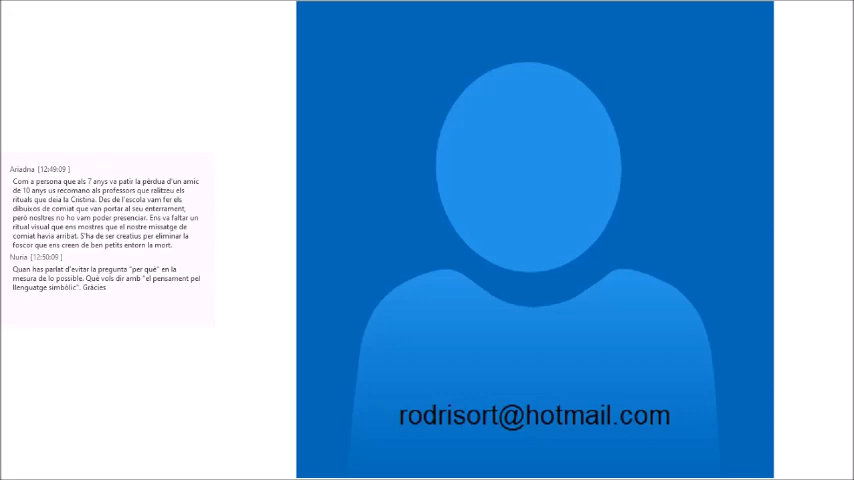 Ariadna [12:49:09 ]
Com a persona que als 7 anys va patir la pèrdua d'un amic
de 10 anys us recomano als professors que ralitzeu els
rituals que deia la Cristina. Des de l'escola vam fer els
dibuixos de comiat que van portar al seu enterrament,
però nosltres no ho vam poder presenciar. Ens va faltar un
ritual visual que ens mostres que el nostre missatge de
comiat havia arribat. S'ha de ser creatius per eliminar la
foscor que ens creen de ben petits entorn la mort.
Nuria [12:50:09 ]
Quan has parlat d'evitar la pregunta "per què" en la
mesura de lo possible. Què vols dir amb "el pensament pel
llenguatge simbòlic". Gràcies
rodrisort@hotmail.com